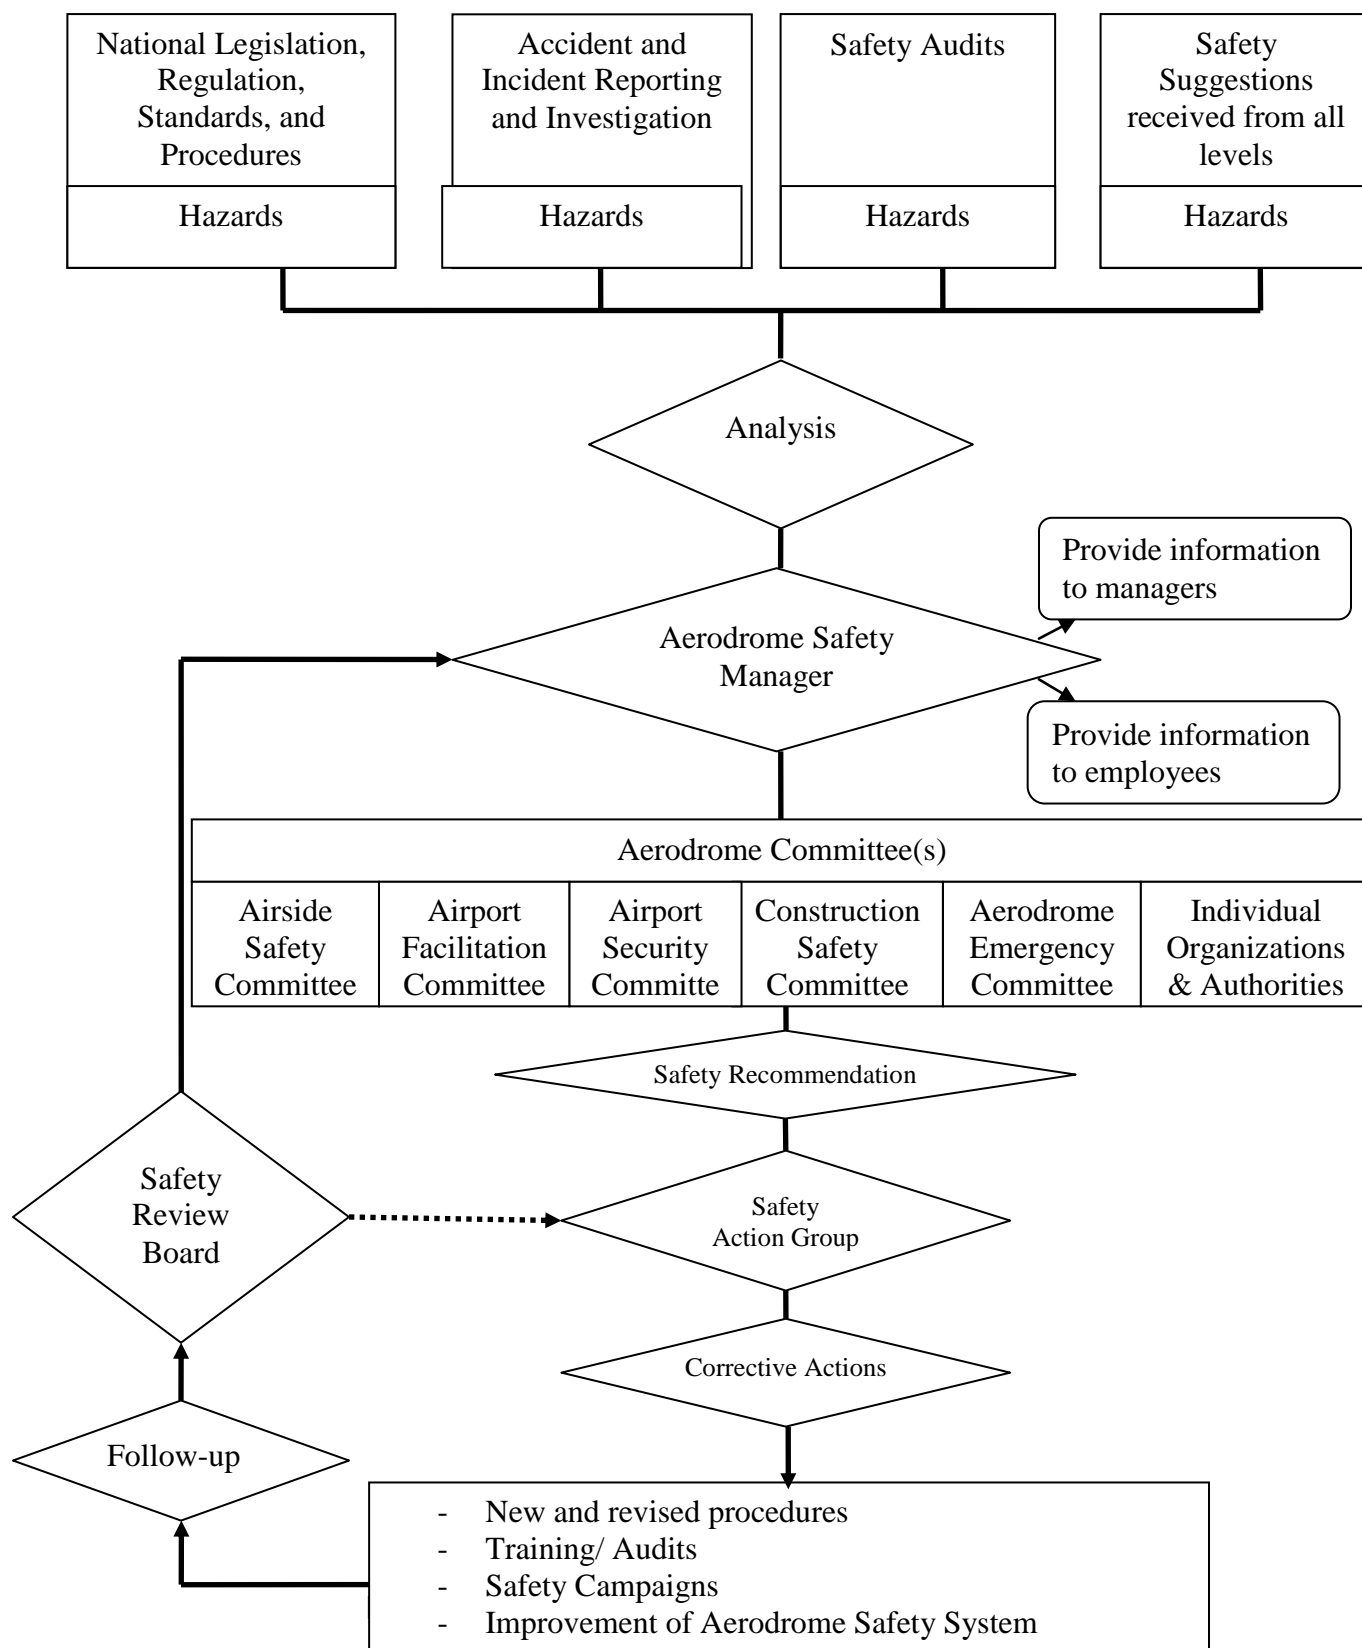 National Legislation,
Regulation,
Standards, and
Procedures
Hazards
Accident and
Incident Reporting
and Investigation
Hazards
Safety Audits
Hazards
Safety
Suggestions
received from all
levels
Hazards
Analysis
Provide information
to managers
Aerodrome Safety
Manager
Provide information
to employees
Aerodrome Committee(s)
Airside
Safety
Committee
Airport
Facilitation
Committee
Airport
Security
Committe
Construction
Safety
Committee
Aerodrome
Emergency
Committee
Individual
Organizations
& Authorities
Safety Recommendation
Safety
Review
Board
Safety
Action Group
Corrective Actions
Follow-up
- New and revised procedures
- Training/ Audits
- Safety Campaigns
- Improvement of Aerodrome Safety System